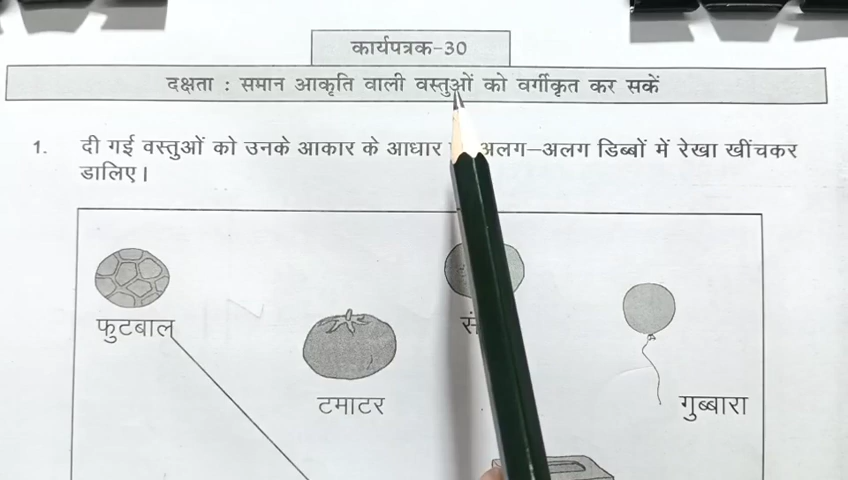 कार्यपत्रक-30
दक्षता : समान आकृति वाली वस्तुओं को वर्गीकृत कर सकें
1. दी गई वस्तुओं को उनके आकार के आधार अलग-अलग डिब्बों में रेखा खींचकर
डालिए।
फुटबाल
टमाटर
गुब्बारा